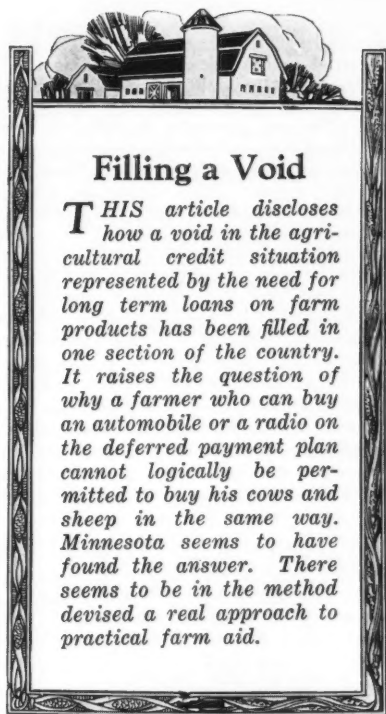 Filling a Void
THIS article discloses
how a void in the agri-
cultural credit situation
represented by the need for
long term loans on farm
products has been filled in
one section of the country.
It raises the question of
why a farmer who can buy
an automobile or a radio on
the deferred payment plan
cannot logically be per-
mitted to buy his cows and
sheep in the same way.
Minnesota seems to have
found the answer. There
seems to be in the method
devised a real approach to
practical farm aid.